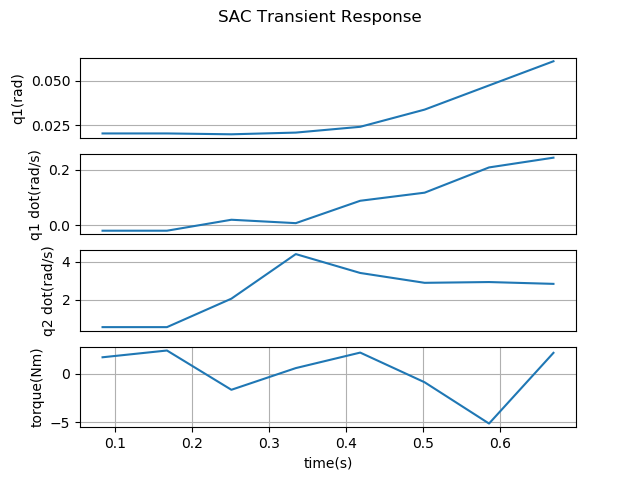 SAC Transient Response
q1(rad)
0.050
0.025
q1 dot(rad/s)
0.2
0.0
q2 dot(rad/s)
4
2
torque(Nm)
0
−5
0.1 0.2 0.3 0.4 0.5 0.6
time(s)